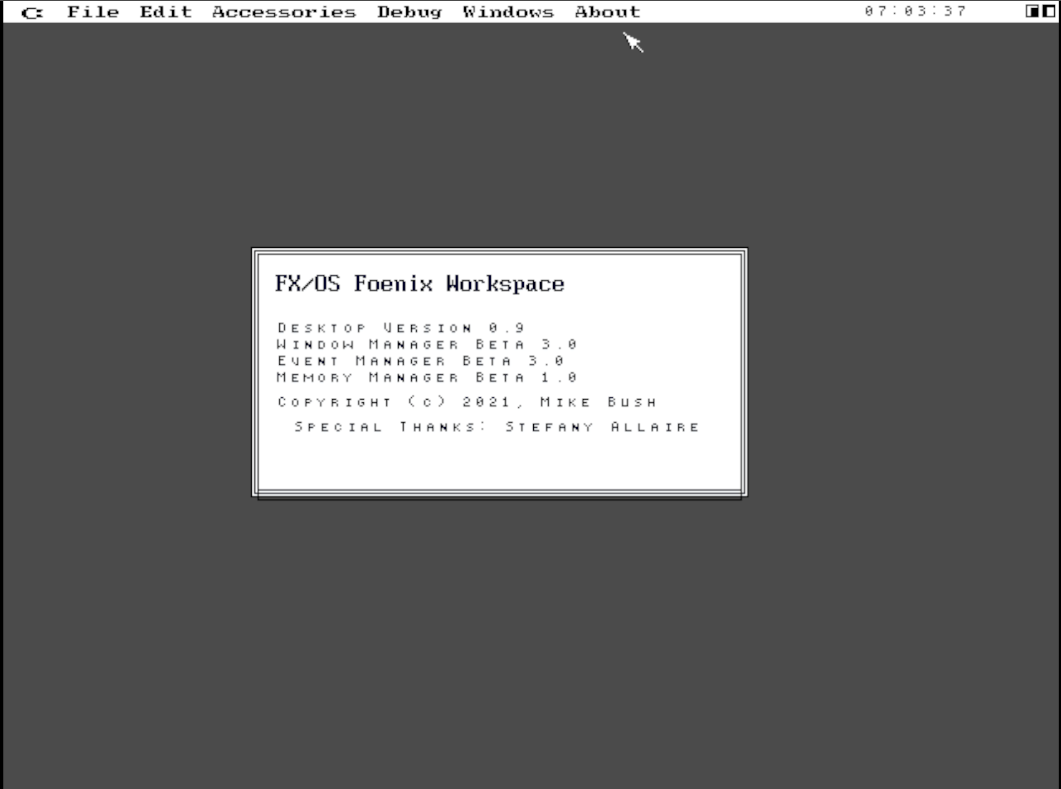 File Edit Accessories Debug Windows About 07:03:37
FX/OS Foenix Workspace
DESKTOP VERSION 0.9
WINDOW MANAGER BETA 3.0
EVENT MANAGER BETA 3.0
MEMORY MANAGER BETA 1.0
COPYRIGHT (C) 2021, MIKE BUSH
SPECIAL THANKS: STEFANY ALLAIRE